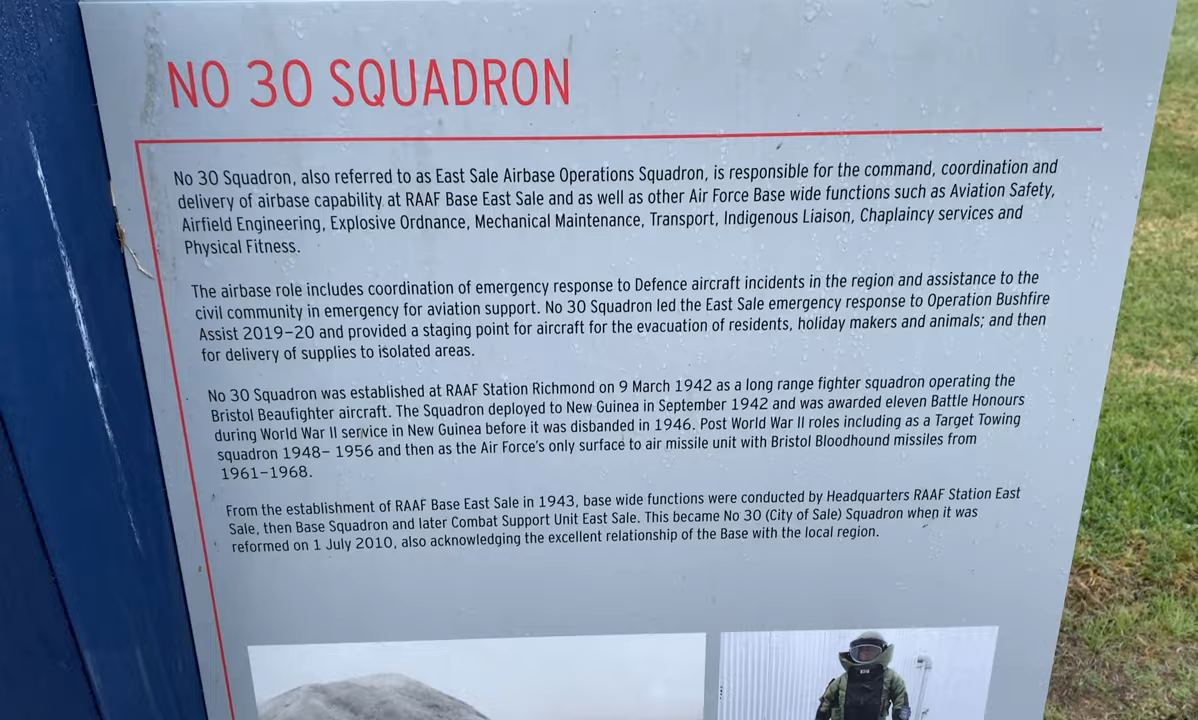 NO 30 SQUADRON
No 30 Squadron, also referred to as East Sale Airbase Operations Squadron, is responsible for the command, coordination and
delivery of airbase capability at RAAF Base East Sale and as well as other Air Force Base wide functions such as Aviation Safety,
Airfield Engineering, Explosive Ordnance, Mechanical Maintenance, Transport, Indigenous Liaison, Chaplaincy services and
Physical Fitness.
The airbase role includes coordination of emergency response to Defence aircraft incidents in the region and assistance to the
civil community in emergency for aviation support. No 30 Squadron led the East Sale emergency response to Operation Bushfire
Assist 2019–20 and provided a staging point for aircraft for the evacuation of residents, holiday makers and animals; and then
for delivery of supplies to isolated areas.
No 30 Squadron was established at RAAF Station Richmond on 9 March 1942 as a long range fighter squadron operating the
Bristol Beaufighter aircraft. The Squadron deployed to New Guinea in September 1942 and was awarded eleven Battle Honours
during World War II service in New Guinea before it was disbanded in 1946. Post World War II roles including as a Target Towing
squadron 1948– 1956 and then as the Air Force's only surface to air missile unit with Bristol Bloodhound missiles from
1961–1968.
From the establishment of RAAF Base East Sale in 1943, base wide functions were conducted by Headquarters RAAF Station East
Sale, then Base Squadron and later Combat Support Unit East Sale. This became No 30 (City of Sale) Squadron when it was
reformed on 1 July 2010, also acknowledging the excellent relationship of the Base with the local region.